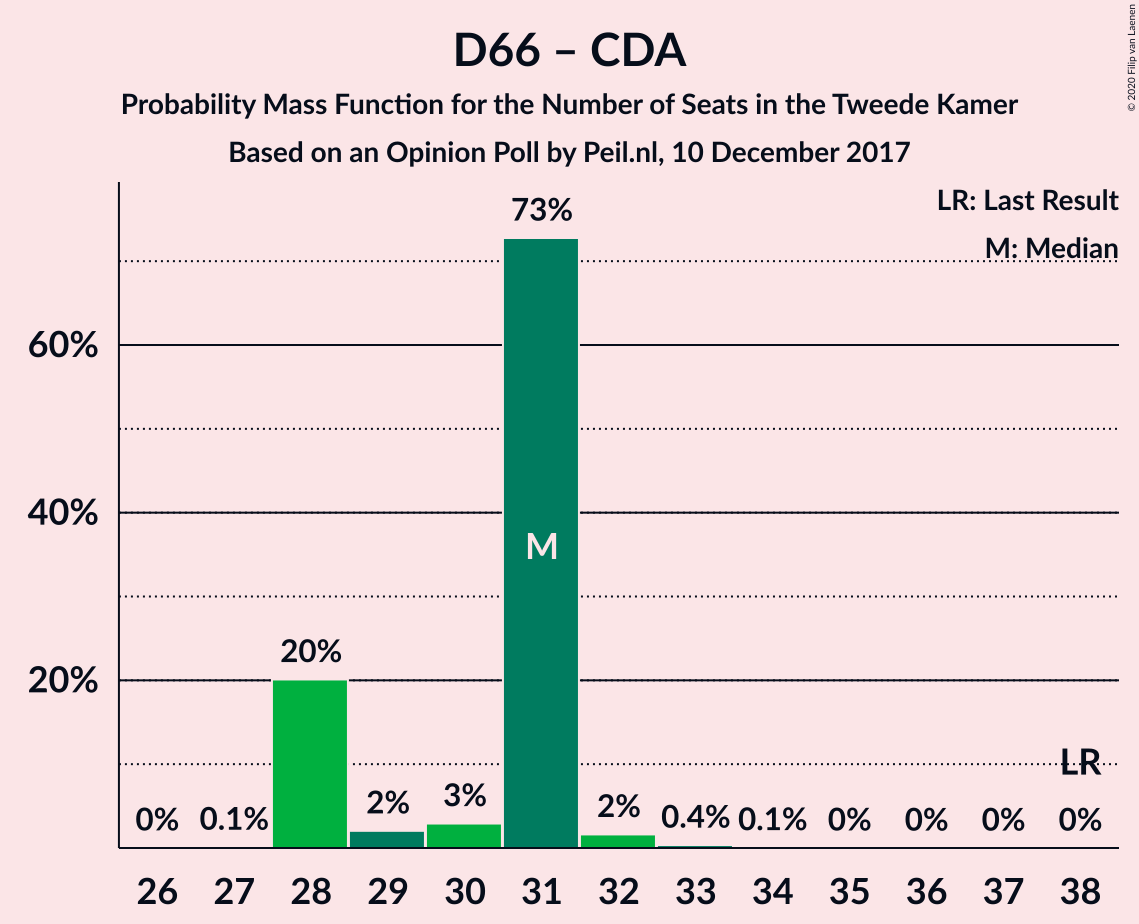 D66 – CDA
Probability Mass Function for the Number of Seats in the Tweede Kamer
Based on an Opinion Poll by Peil.nl, 10 December 2017
© 2020 Filip van Laenen
LR: Last Result
M: Median
60%
40%
20%
0%
0.1%
20%
2%
3%
73%
M
2%
0.4%
0.1%
0%
0%
0%
LR
0%
26 27 28 29 30 31 32 33 34 35 36 37 38